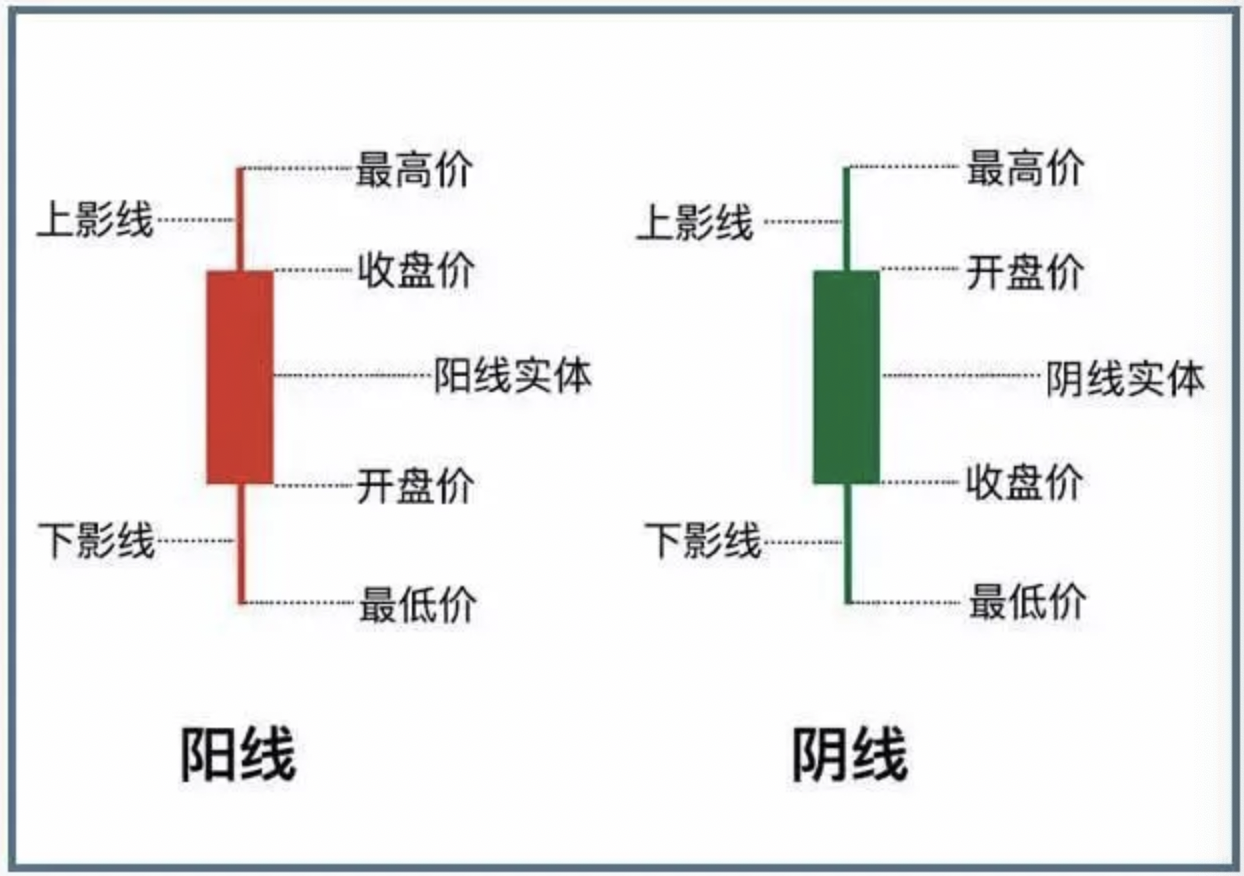 最高价
上影线
收盘价
阳线实体
开盘价
下影线
最低价
阳线
最高价
上影线
开盘价
阴线实体
收盘价
下影线
最低价
阴线